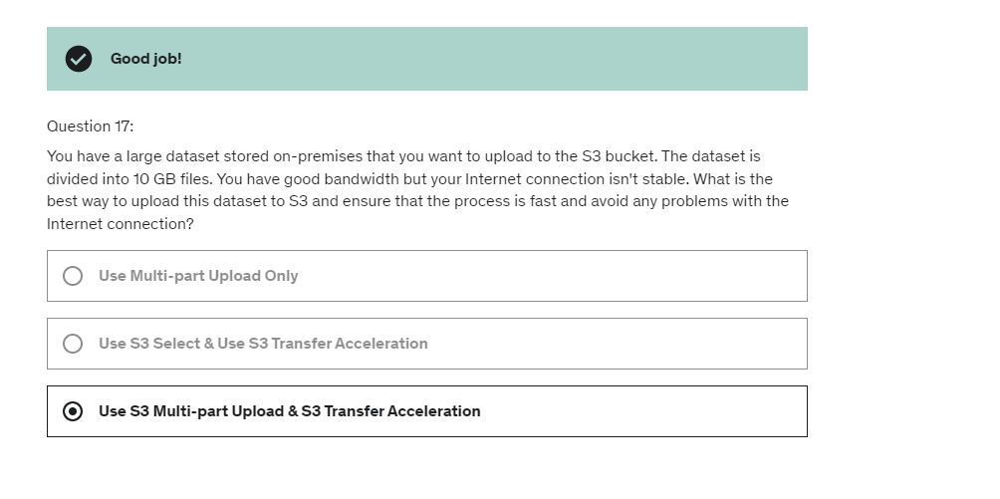 Good job!
Question 17:
You have a large dataset stored on-premises that you want to upload to the S3 bucket. The dataset is
divided into 10 GB files. You have good bandwidth but your Internet connection isn't stable. What is the
best way to upload this dataset to S3 and ensure that the process is fast and avoid any problems with the
Internet connection?
Use Multi-part Upload Only
Use S3 Select & Use S3 Transfer Acceleration
Use S3 Multi-part Upload & S3 Transfer Acceleration